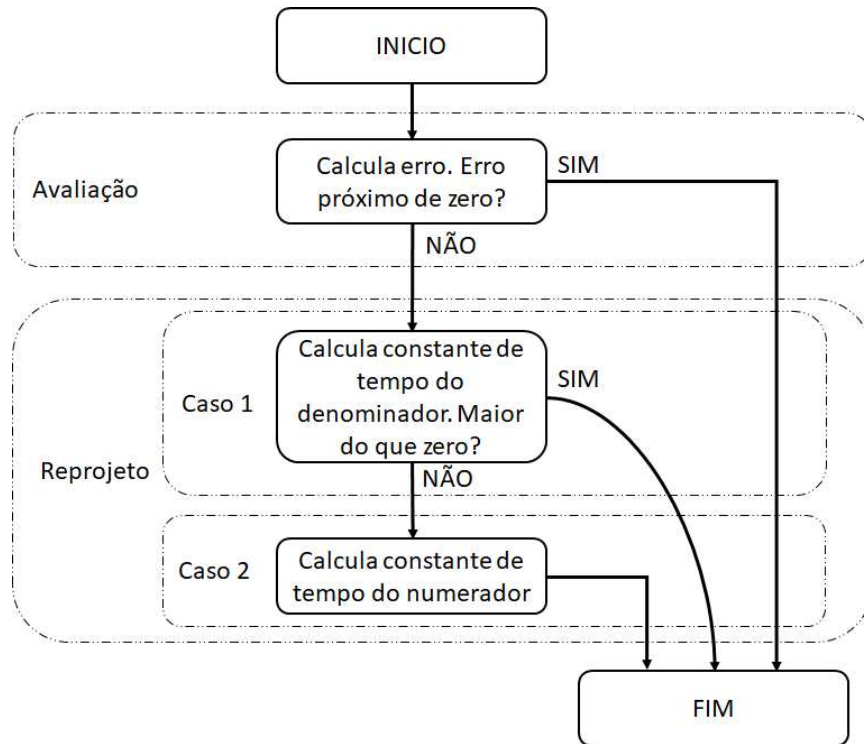 INICIO
Avaliação
Calcula erro. Erro
próximo de zero?
SIM
NÃO
Reprojeto
Caso 1
Calcula constante de
tempo do
denominador. Maior
do que zero?
SIM
NÃO
Caso 2
Calcula constante de
tempo do numerador
FIM